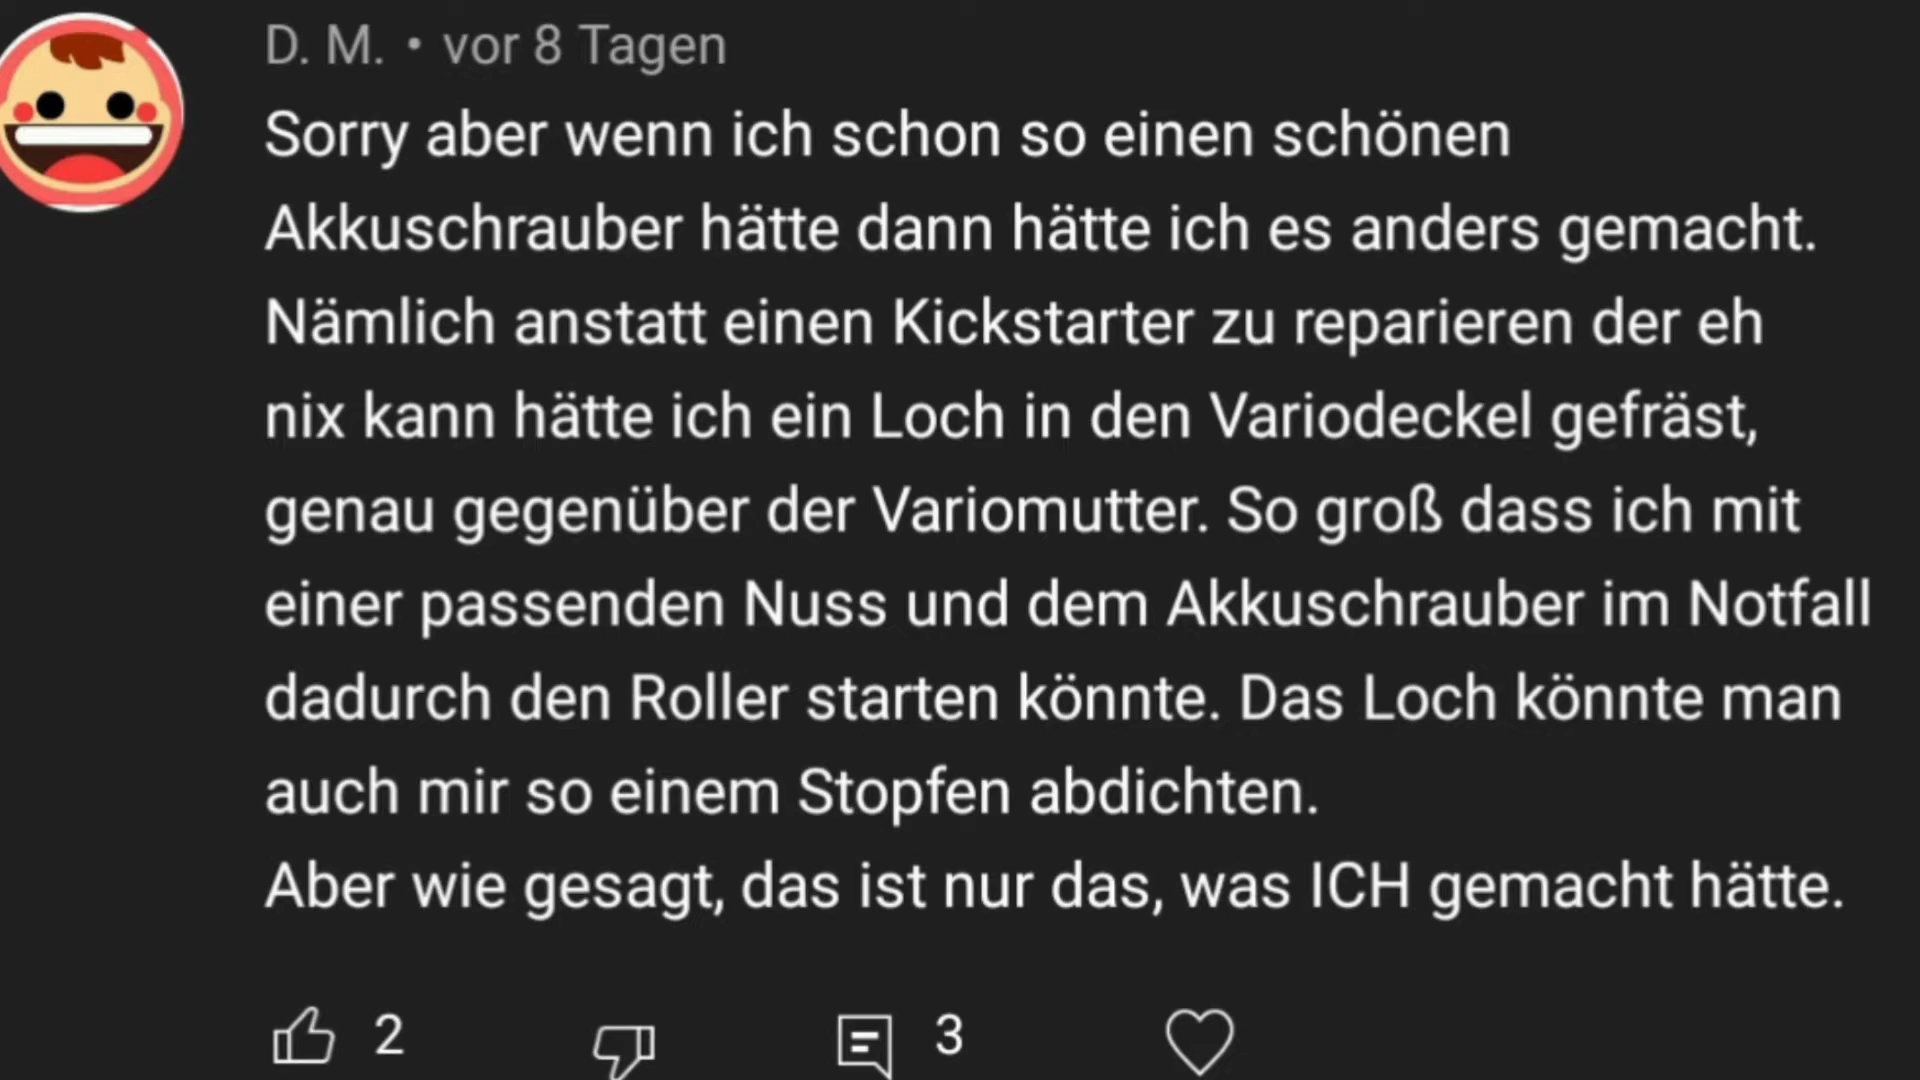 D. M. • vor 8 Tagen
Sorry aber wenn ich schon so einen schönen
Akkuschrauber hätte dann hätte ich es anders gemacht.
Nämlich anstatt einen Kickstarter zu reparieren der eh
nix kann hätte ich ein Loch in den Variodeckel gefräst,
genau gegenüber der Variomutter. So groß dass ich mit
einer passenden Nuss und dem Akkuschrauber im Notfall
dadurch den Roller starten könnte. Das Loch könnte man
auch mir so einem Stopfen abdichten.
Aber wie gesagt, das ist nur das, was ICH gemacht hätte.
2 3